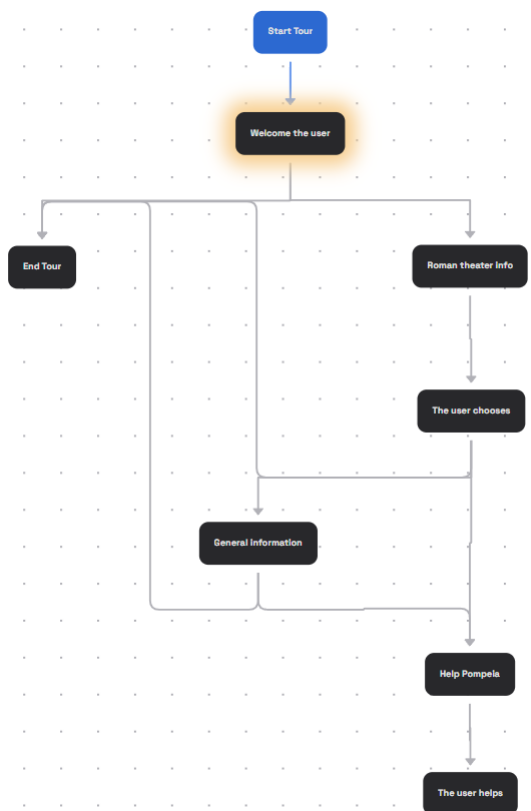 Start Tour
Welcome the user
End Tour
Roman theater info
The user chooses
General information
Help Pompeia
The user helps